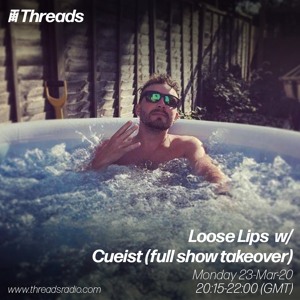 Threads
Loose Lips w/
Cueist (full show takeover)
Monday 23-Mar-20
www.threadsradio.com
20:15-22:00 (GMT)